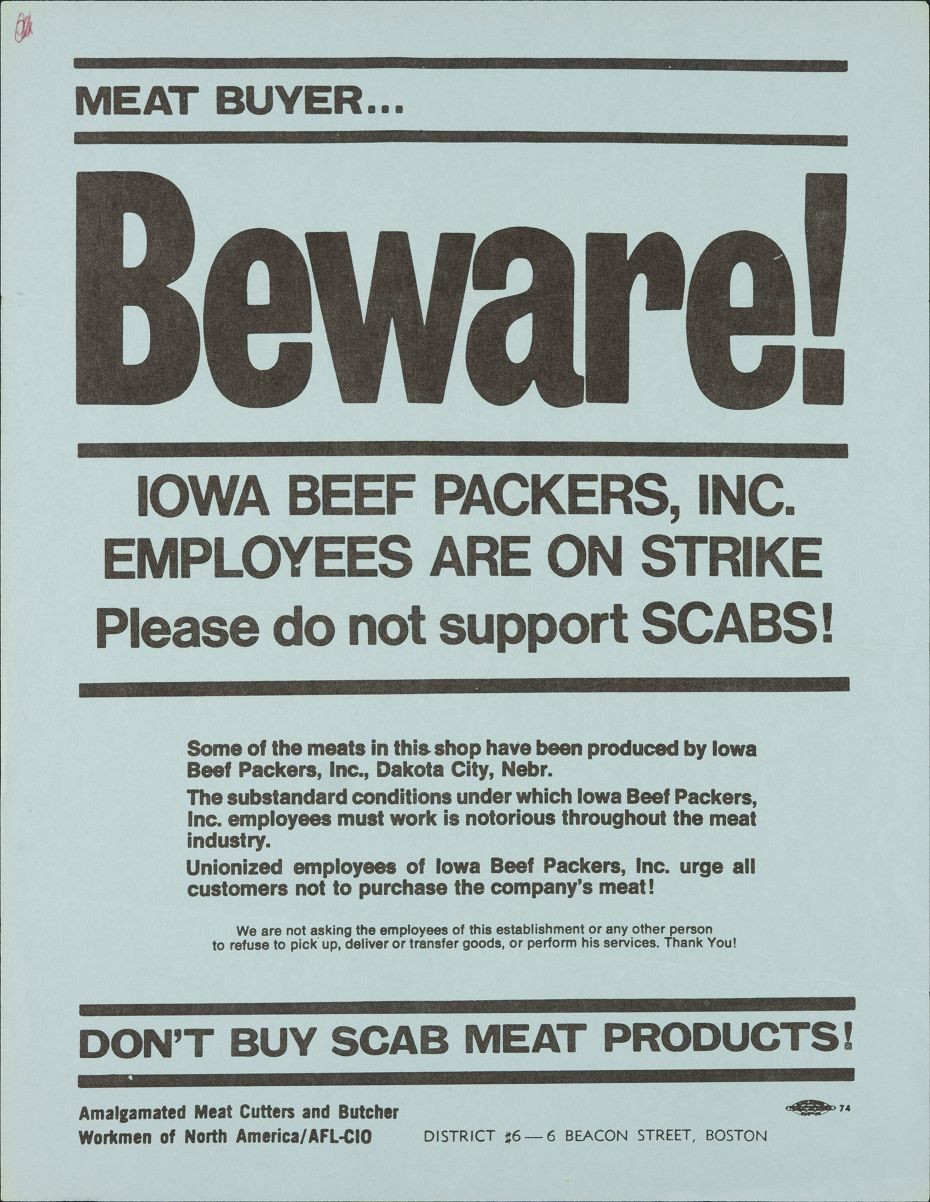 MEAT BUYER...
Beware!
IOWA BEEF PACKERS, INC.
EMPLOYEES ARE ON STRIKE
Please do not support SCABS!
Some of the meats in this shop have been produced by Iowa
Beef Packers, Inc., Dakota City, Nebr.
The substandard conditions under which Iowa Beef Packers,
Inc. employees must work is notorious throughout the meat
industry.
Unionized employees of Iowa Beef Packers, Inc. urge all
customers not to purchase the company's meat!
We are not asking the employees of this establishment or any other person
to refuse to pick up, deliver or transfer goods, or perform his services. Thank You!
DON'T BUY SCAB MEAT PRODUCTS!
Amalgamated Meat Cutters and Butcher
Workmen of North America/AFL-CIO
DISTRICT #6 — 6 BEACON STREET, BOSTON
74